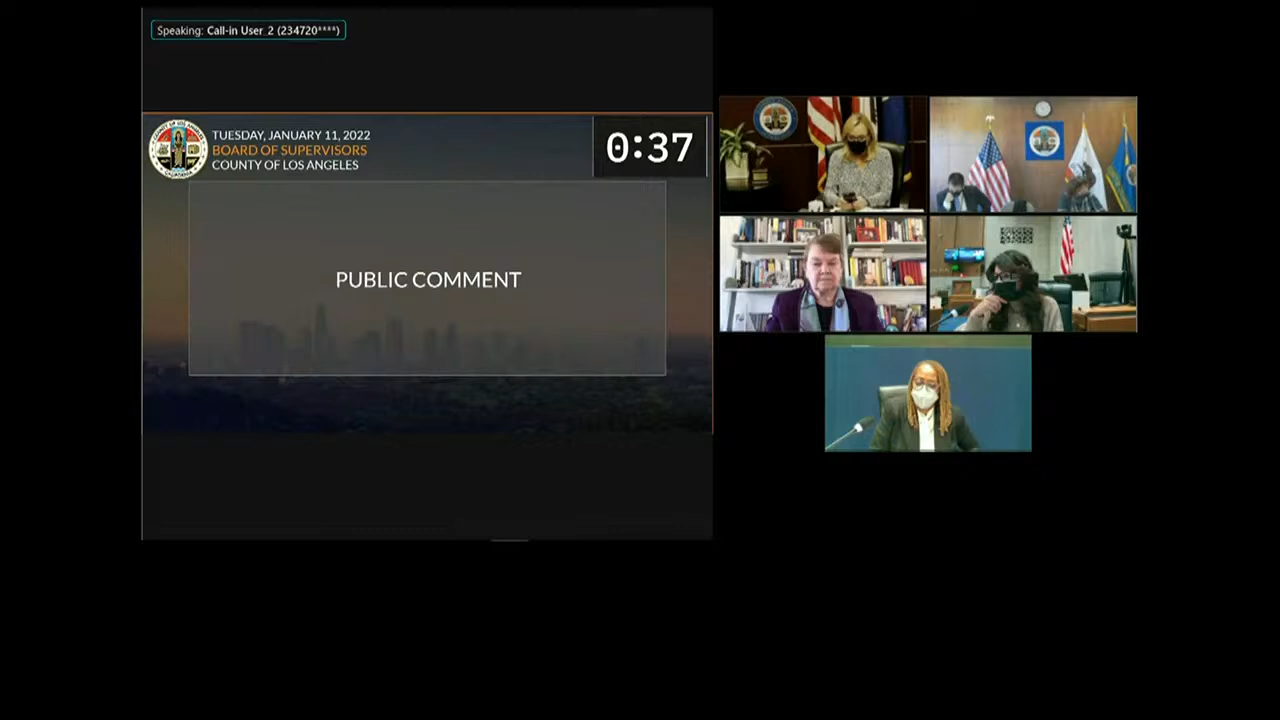 Speaking: Call-in User_2 (234720****)
TUESDAY, JANUARY 11, 2022
BOARD OF SUPERVISORS
COUNTY OF LOS ANGELES
0:37
PUBLIC COMMENT